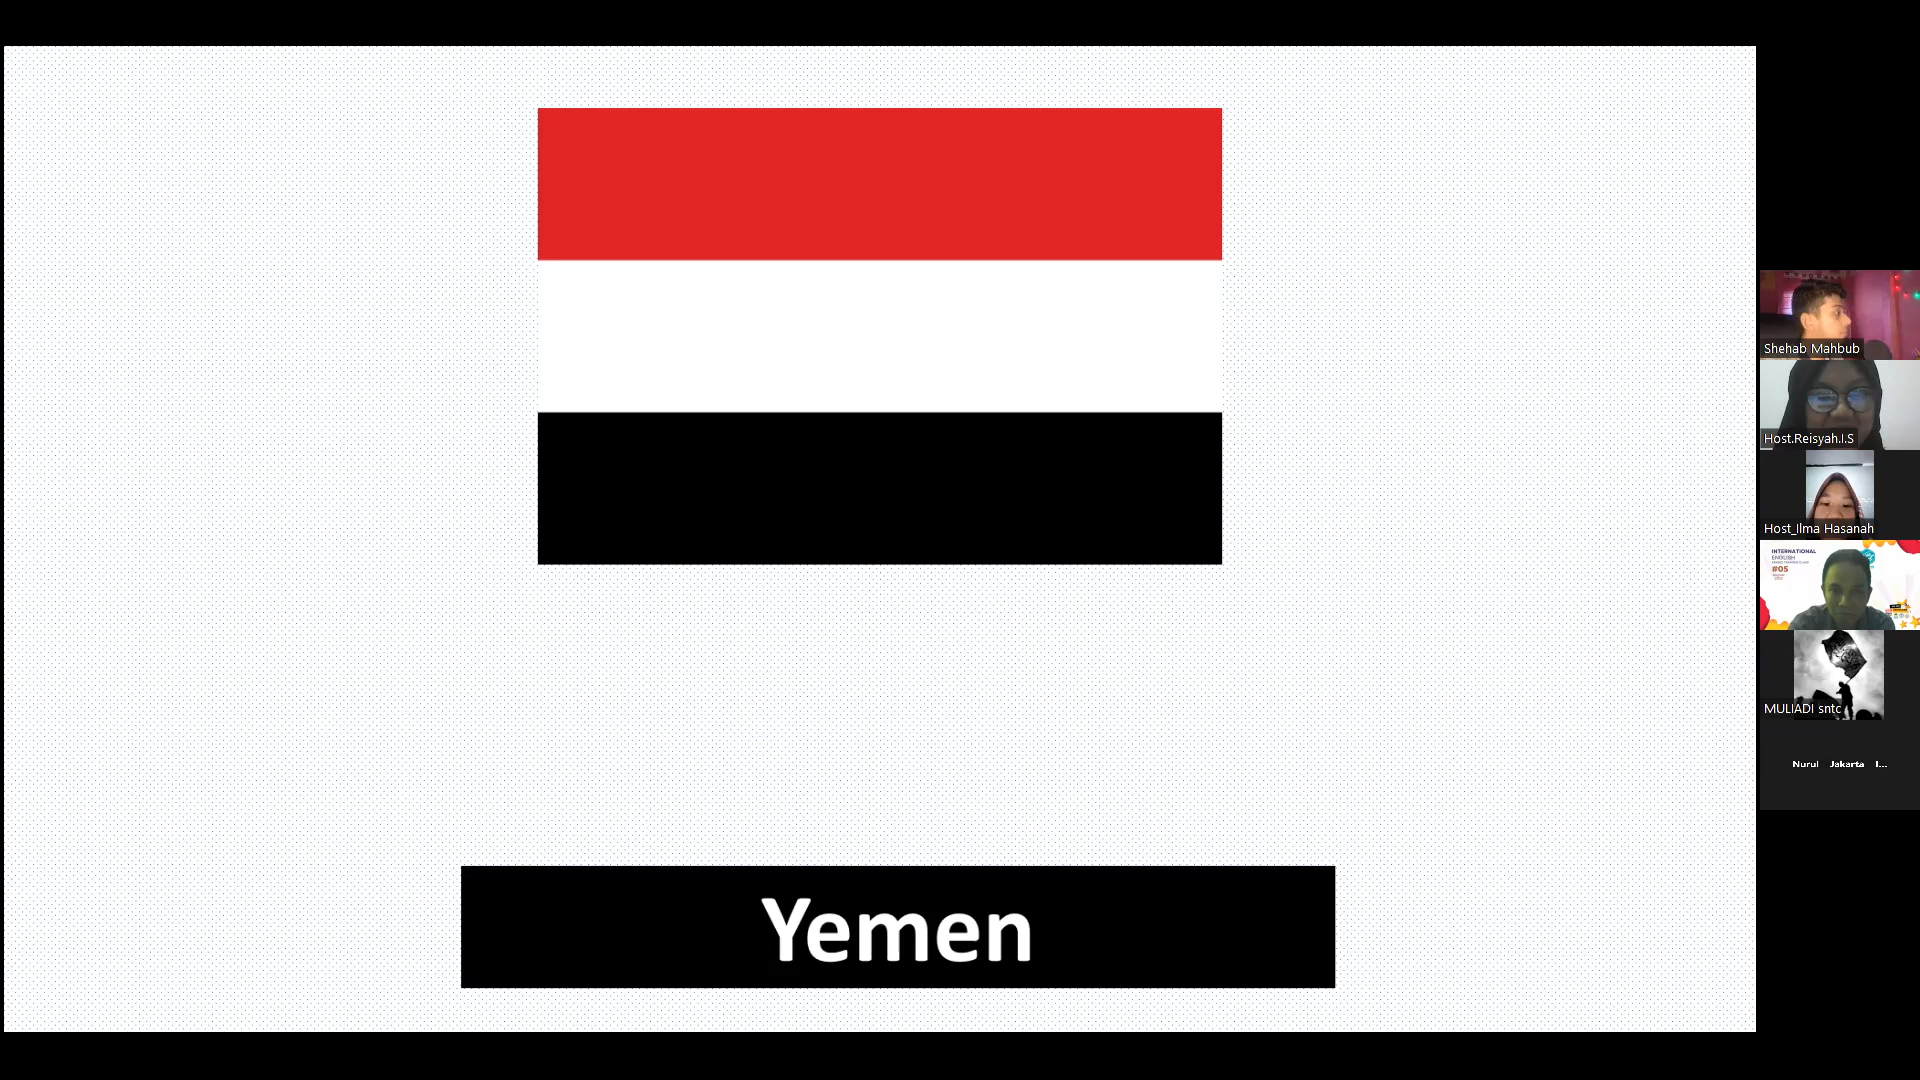 Yemen
Shehab Mahbub
Host.Reisyah.I.S
Host_Ilma Hasanah
INTERNATIONAL
ENGLISH
#05
MULIADI sntc
Nurul Jakarta I...